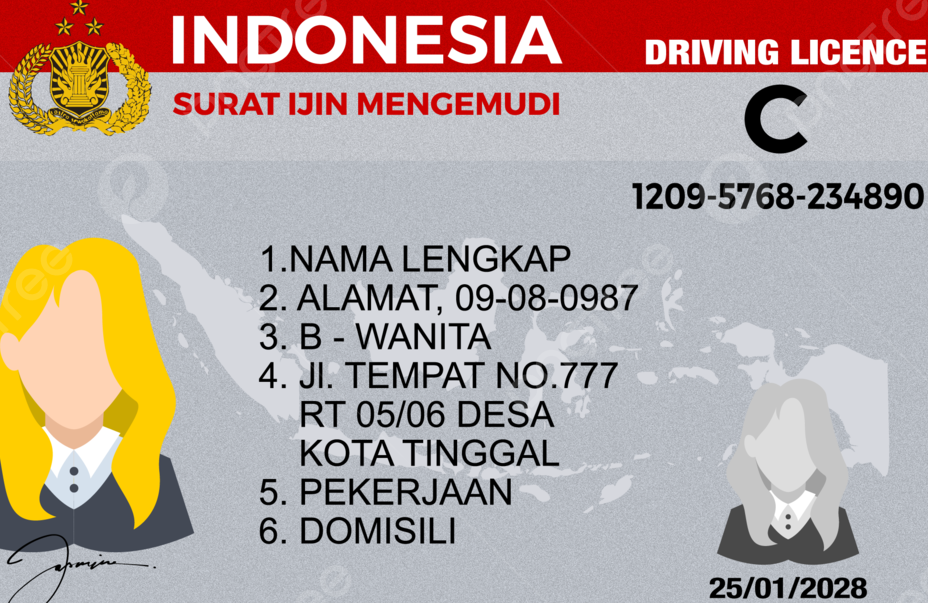 INDONESIA
DRIVING LICENCE
SURAT IJIN MENGEMUDI
C
1209-5768-234890
1.NAMA LENGKAP
2. ALAMAT, 09-08-0987
3. B - WANITA
4. Jl. TEMPAT NO.777
RT 05/06 DESA
KOTA TINGGAL
5. PEKERJAAN
6. DOMISILI
25/01/2028